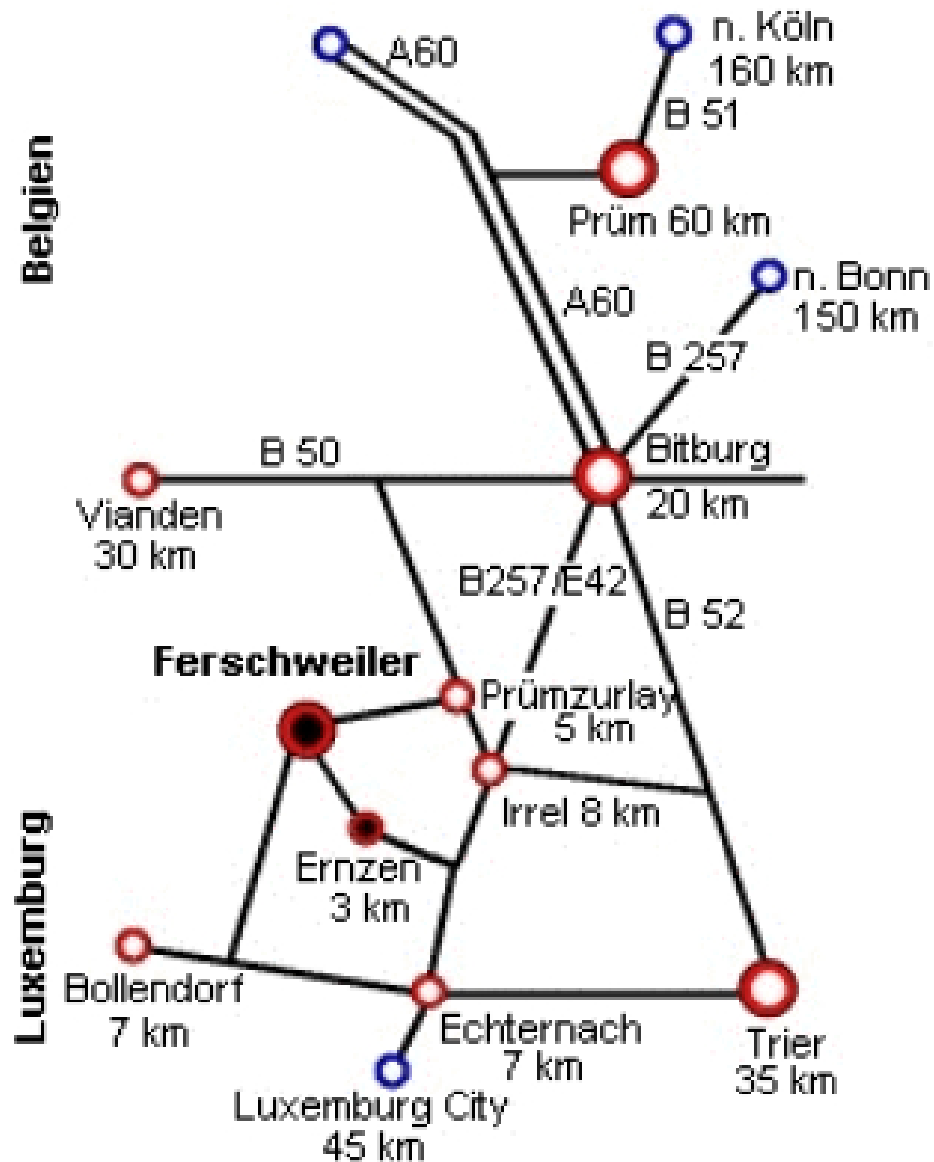 A60
n. Köln
160 km
B 51
Belgien
Prüm 60 km
n. Bonn
150 km
A60
B 257
B 50
Bitburg
20 km
Vianden
30 km
B257/E42
B 52
Ferschweiler
Prümzurlay
5 km
Irrel 8 km
Luxemburg
Ernzen
3 km
Bollendorf
7 km
Echternach
7 km
Trier
35 km
Luxemburg City
45 km